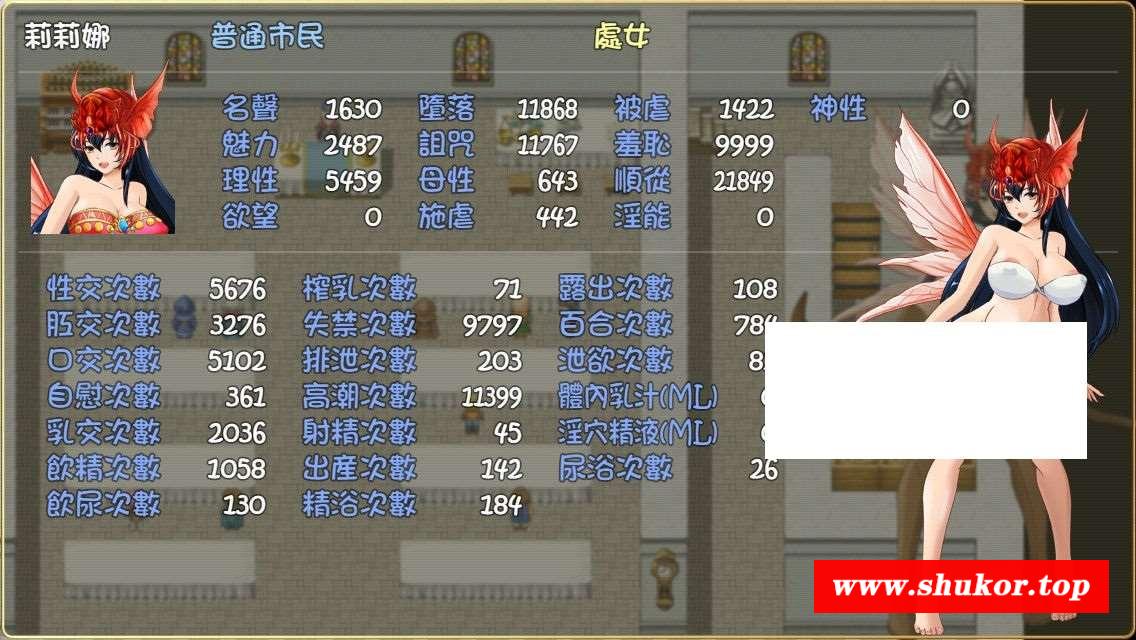 莉莉娜 普通市民 處女
名聲 1630 墮落 11868 被虐 1422 神性 0
魅力 2487 詛咒 11767 羞恥 9999
理性 5459 母性 643 順從 21849
欲望 0 施虐 442 淫能 0
性交次數 5676 榨乳次數 71 露出次數 108
肛交次數 3276 失禁次數 9797 百合次數 784
口交次數 5102 排泄次數 203 泄欲次數
自慰次數 361 高潮次數 11399 體內乳汁(ML)
乳交次數 2036 射精次數 45 淫穴精液(ML)
飲精次數 1058 出産次數 142 尿浴次數 26
飲尿次數 130 精浴次數 184
www.shukor.top